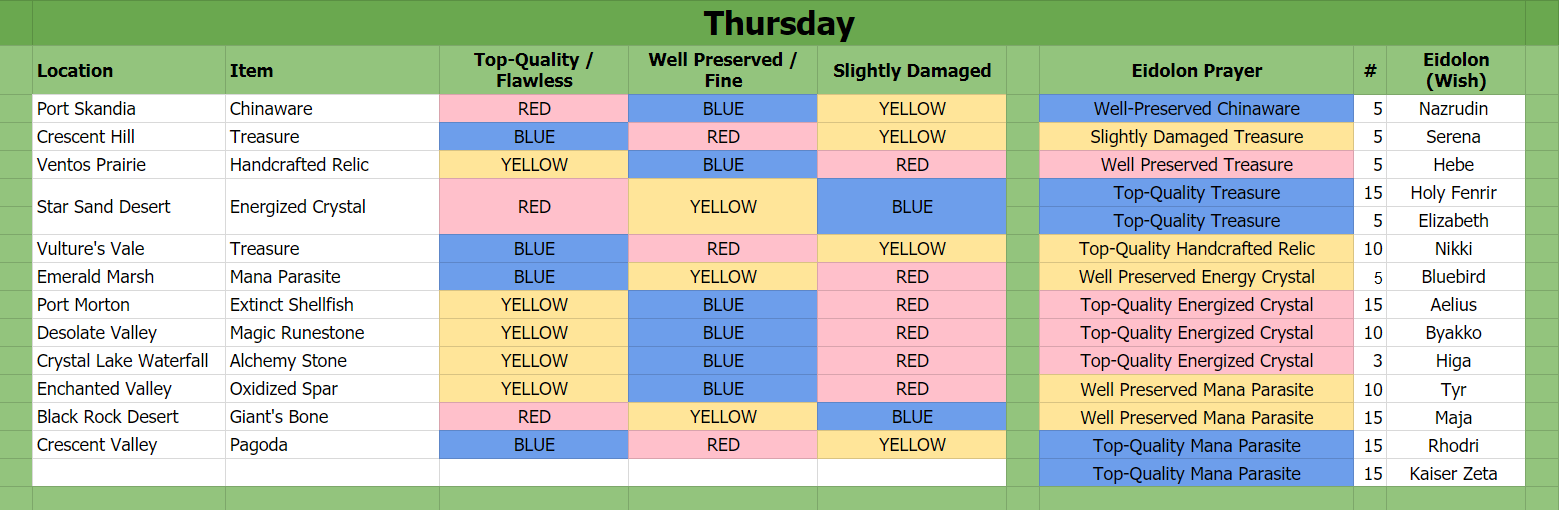 Thursday
Location Item Top-Quality / Flawless Well Preserved / Fine Slightly Damaged Eidolon Prayer # Eidolon (Wish)
Port Skandia Chinaware RED BLUE YELLOW Well-Preserved Chinaware 5 Nazrudin
Crescent Hill Treasure BLUE RED YELLOW Slightly Damaged Treasure 5 Serena
Ventos Prairie Handcrafted Relic YELLOW BLUE RED Well Preserved Treasure 5 Hebe
Star Sand Desert Energized Crystal RED YELLOW BLUE Top-Quality Treasure 15 Holy Fenrir
Top-Quality Treasure 5 Elizabeth
Vulture's Vale Treasure BLUE RED YELLOW Top-Quality Handcrafted Relic 10 Nikki
Emerald Marsh Mana Parasite BLUE YELLOW RED Well Preserved Energy Crystal 5 Bluebird
Port Morton Extinct Shellfish YELLOW BLUE RED Top-Quality Energized Crystal 15 Aelius
Desolate Valley Magic Runestone YELLOW BLUE RED Top-Quality Energized Crystal 10 Byakko
Crystal Lake Waterfall Alchemy Stone YELLOW BLUE RED Top-Quality Energized Crystal 3 Higa
Enchanted Valley Oxidized Spar YELLOW BLUE RED Well Preserved Mana Parasite 10 Tyr
Black Rock Desert Giant's Bone RED YELLOW BLUE Well Preserved Mana Parasite 15 Maja
Crescent Valley Pagoda BLUE RED YELLOW Top-Quality Mana Parasite 15 Rhodri
Top-Quality Mana Parasite 15 Kaiser Zeta